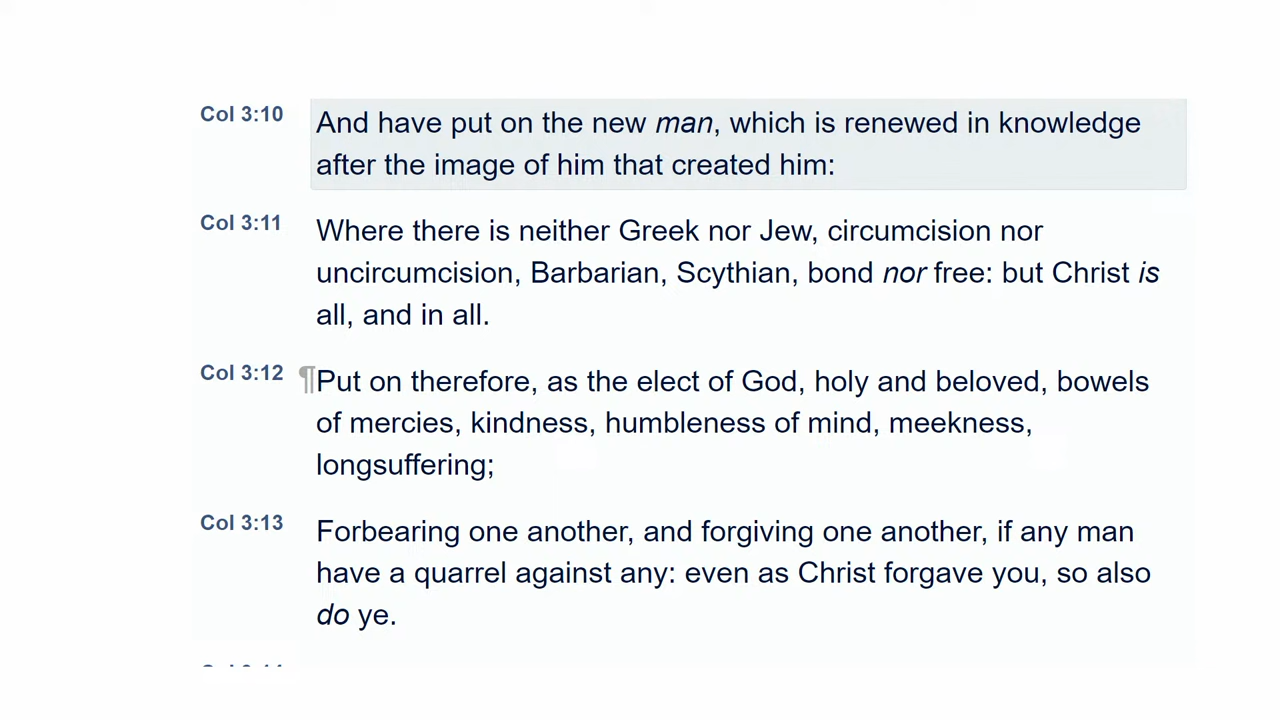 Col 3:10 And have put on the new man, which is renewed in knowledge
after the image of him that created him:
Col 3:11 Where there is neither Greek nor Jew, circumcision nor
uncircumcision, Barbarian, Scythian, bond nor free: but Christ is
all, and in all.
Col 3:12 ¶Put on therefore, as the elect of God, holy and beloved, bowels
of mercies, kindness, humbleness of mind, meekness,
longsuffering;
Col 3:13 Forbearing one another, and forgiving one another, if any man
have a quarrel against any: even as Christ forgave you, so also
do ye.